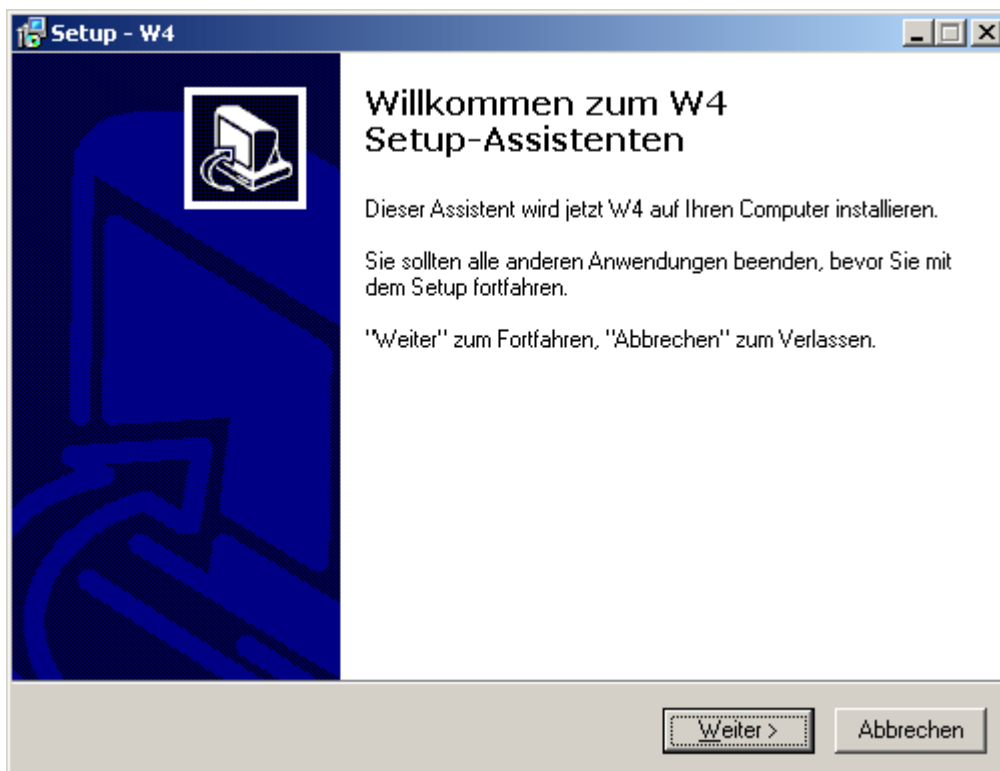 Setup - W4
Willkommen zum W4
Setup-Assistenten
Dieser Assistent wird jetzt W4 auf Ihren Computer installieren.
Sie sollten alle anderen Anwendungen beenden, bevor Sie mit
dem Setup fortfahren.
"Weiter" zum Fortfahren, "Abbrechen" zum Verlassen.
Weiter >
Abbrechen